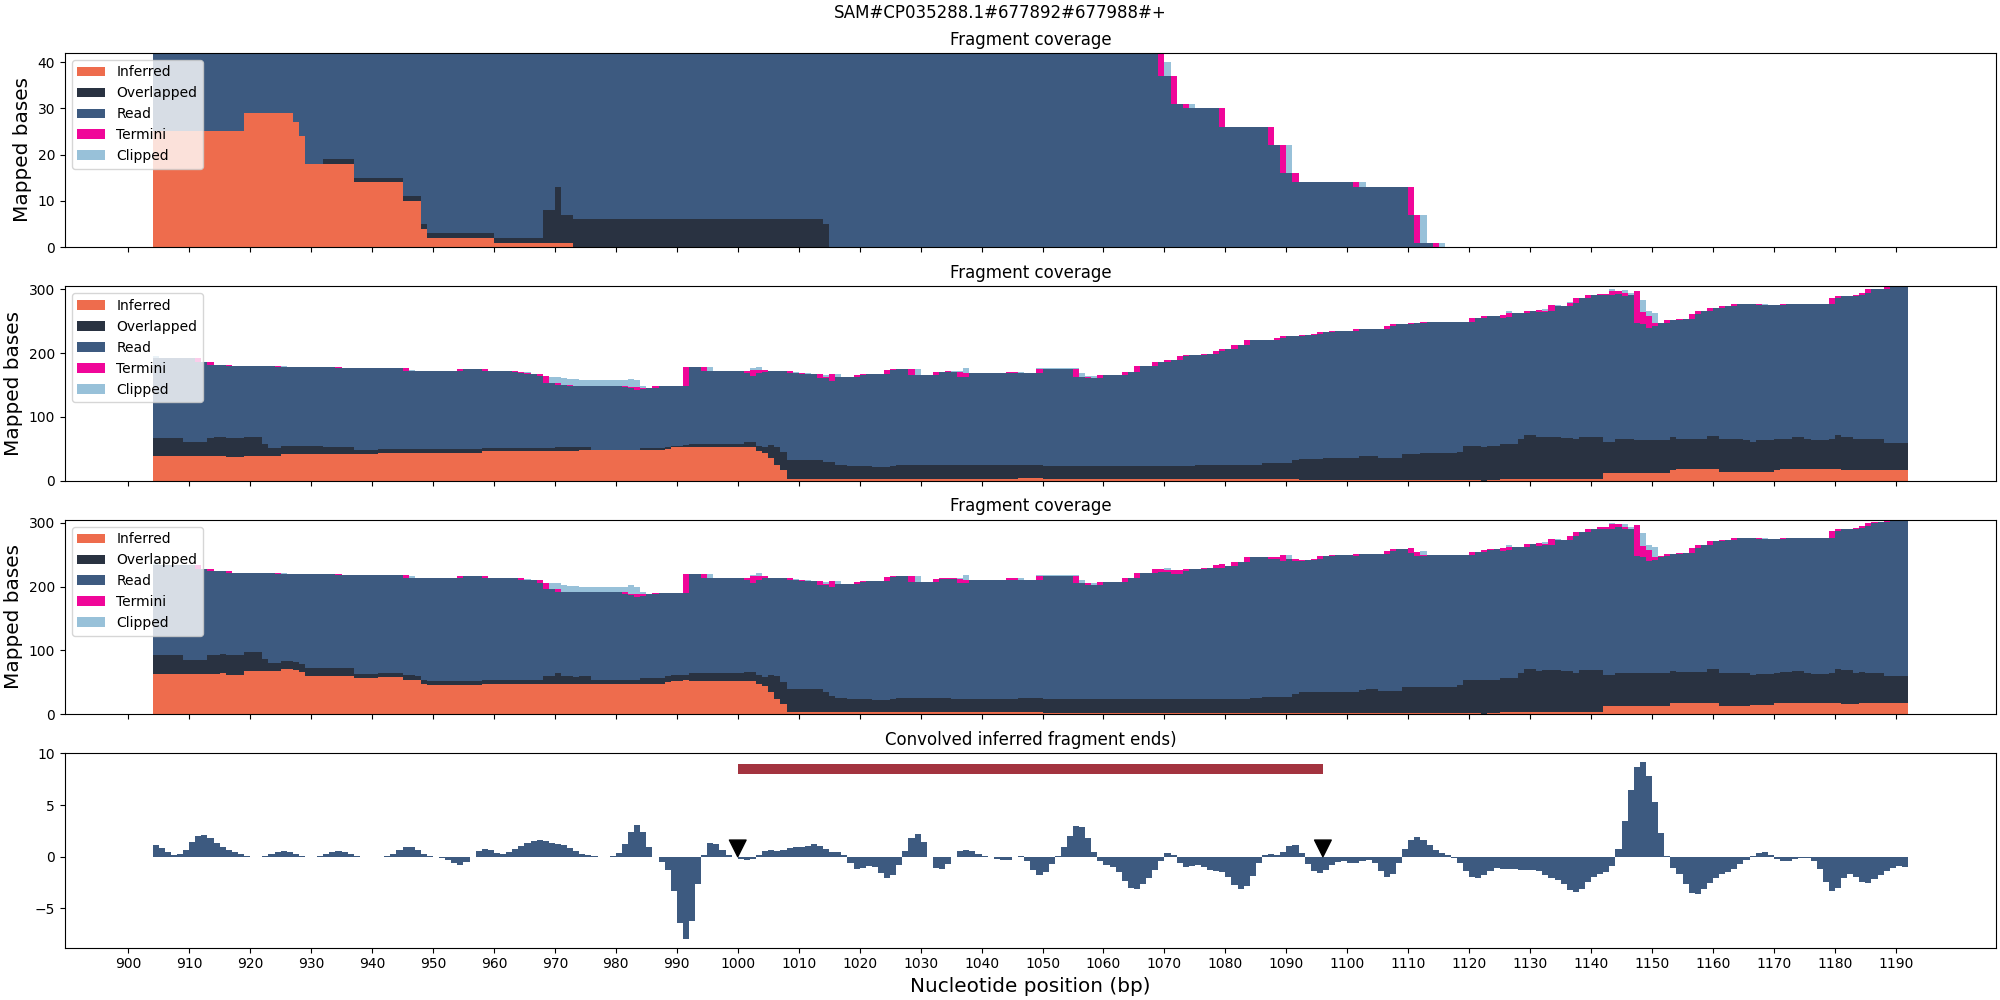 SAM#CP035288.1#677892#677988#+
Fragment coverage
Mapped bases
40
30
20
10
0
Inferred
Overlapped
Read
Termini
Clipped
Fragment coverage
Mapped bases
300
200
100
0
Inferred
Overlapped
Read
Termini
Clipped
Fragment coverage
Mapped bases
300
200
100
0
Inferred
Overlapped
Read
Termini
Clipped
Convolved inferred fragment ends)
10
5
0
−5
900 910 920 930 940 950 960 970 980 990 1000 1010 1020 1030 1040 1050 1060 1070 1080 1090 1100 1110 1120 1130 1140 1150 1160 1170 1180 1190
Nucleotide position (bp)